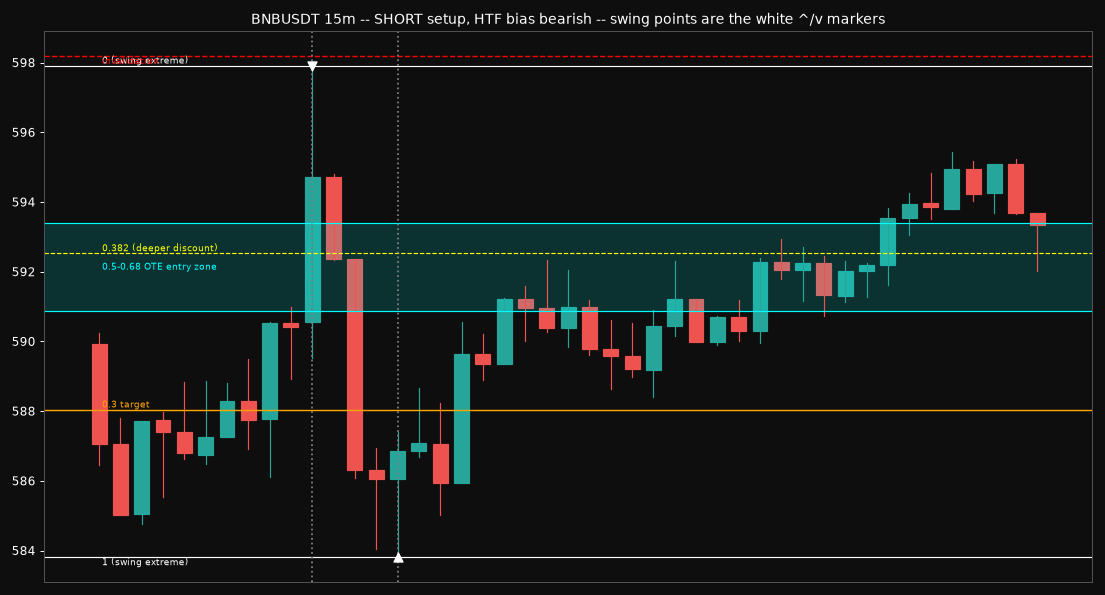 BNBUSDT 15m -- SHORT setup, HTF bias bearish -- swing points are the white ^/v markers
598
0 (swing extreme)
596
594
0.382 (deeper discount)
592
0.5-0.68 OTE entry zone
590
588
0.3 target
586
584
1 (swing extreme)